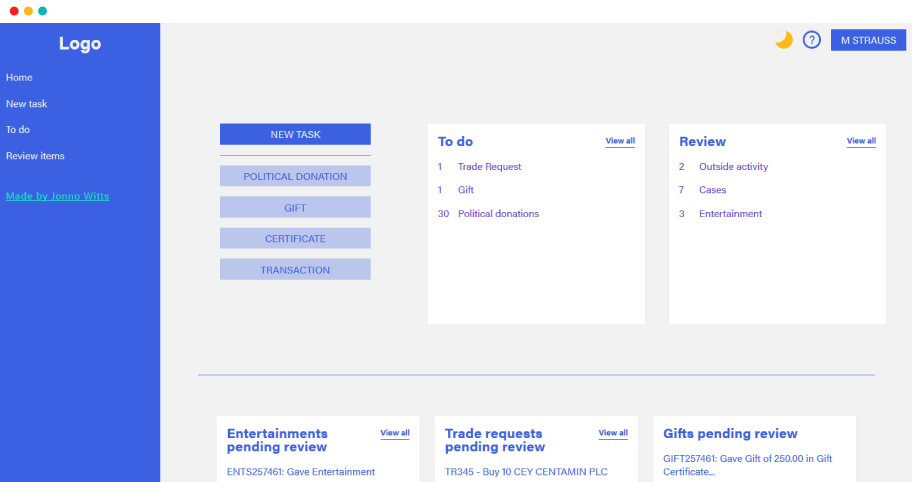 Logo
Home
New task
To do
Review items
Made by Jonno Witts
?
M STRAUSS
NEW TASK
POLITICAL DONATION
GIFT
CERTIFICATE
TRANSACTION
To do
View all
1 Trade Request
1 Gift
30 Political donations
Review
View all
2 Outside activity
7 Cases
3 Entertainment
Entertainments
pending review
View all
ENTS257461: Gave Entertainment
Trade requests
pending review
View all
TR345 - Buy 10 CEY CENTAMIN PLC
Gifts pending review
GIFT257461: Gave Gift of 250.00 in Gift
Certificate...